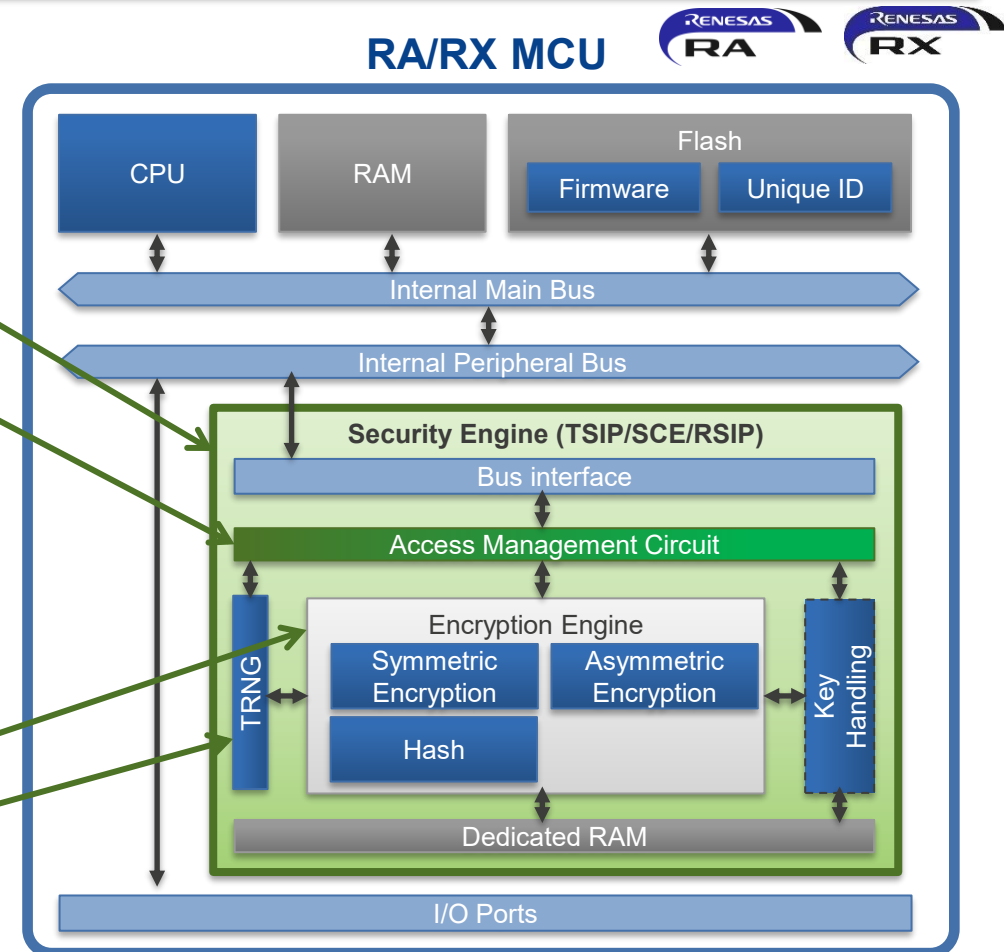 RENESAS
RA
RENESAS
RX
RA/RX MCU
CPU
RAM
Flash
Firmware
Unique ID
Internal Main Bus
Internal Peripheral Bus
Security Engine (TSIP/SCE/RSIP)
Bus interface
Access Management Circuit
TRNG
Encryption Engine
Symmetric
Encryption
Asymmetric
Encryption
Hash
Key
Handling
Dedicated RAM
I/O Ports